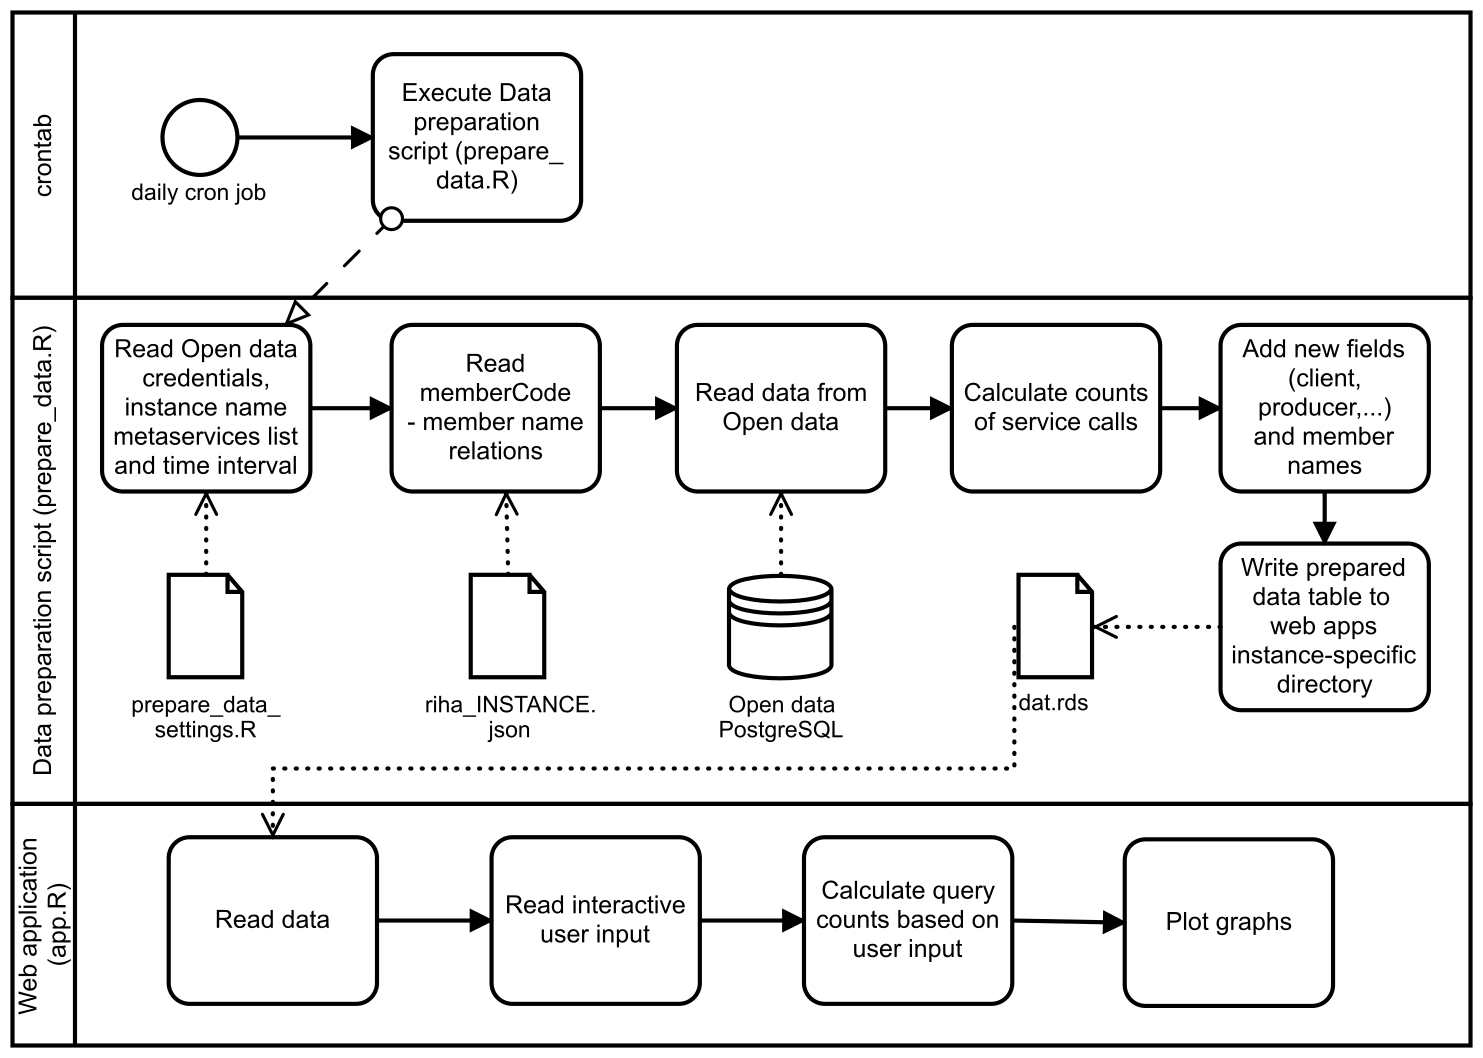 crontab
daily cron job
Execute Data
preparation
script (prepare_
data.R)
Data preparation script (prepare_data.R)
Read Open data
credentials,
instance name
metaservices list
and time interval
Read
memberCode
- member name
relations
Read data from
Open data
Calculate counts
of service calls
Add new fields
(client,
producer,...)
and member
names
Write prepared
data table to
web apps
instance-specific
directory
prepare_data_
settings.R
riha_INSTANCE.
json
Open data
PostgreSQL
dat.rds
Web application
(app.R)
Read data
Read interactive
user input
Calculate query
counts based on
user input
Plot graphs